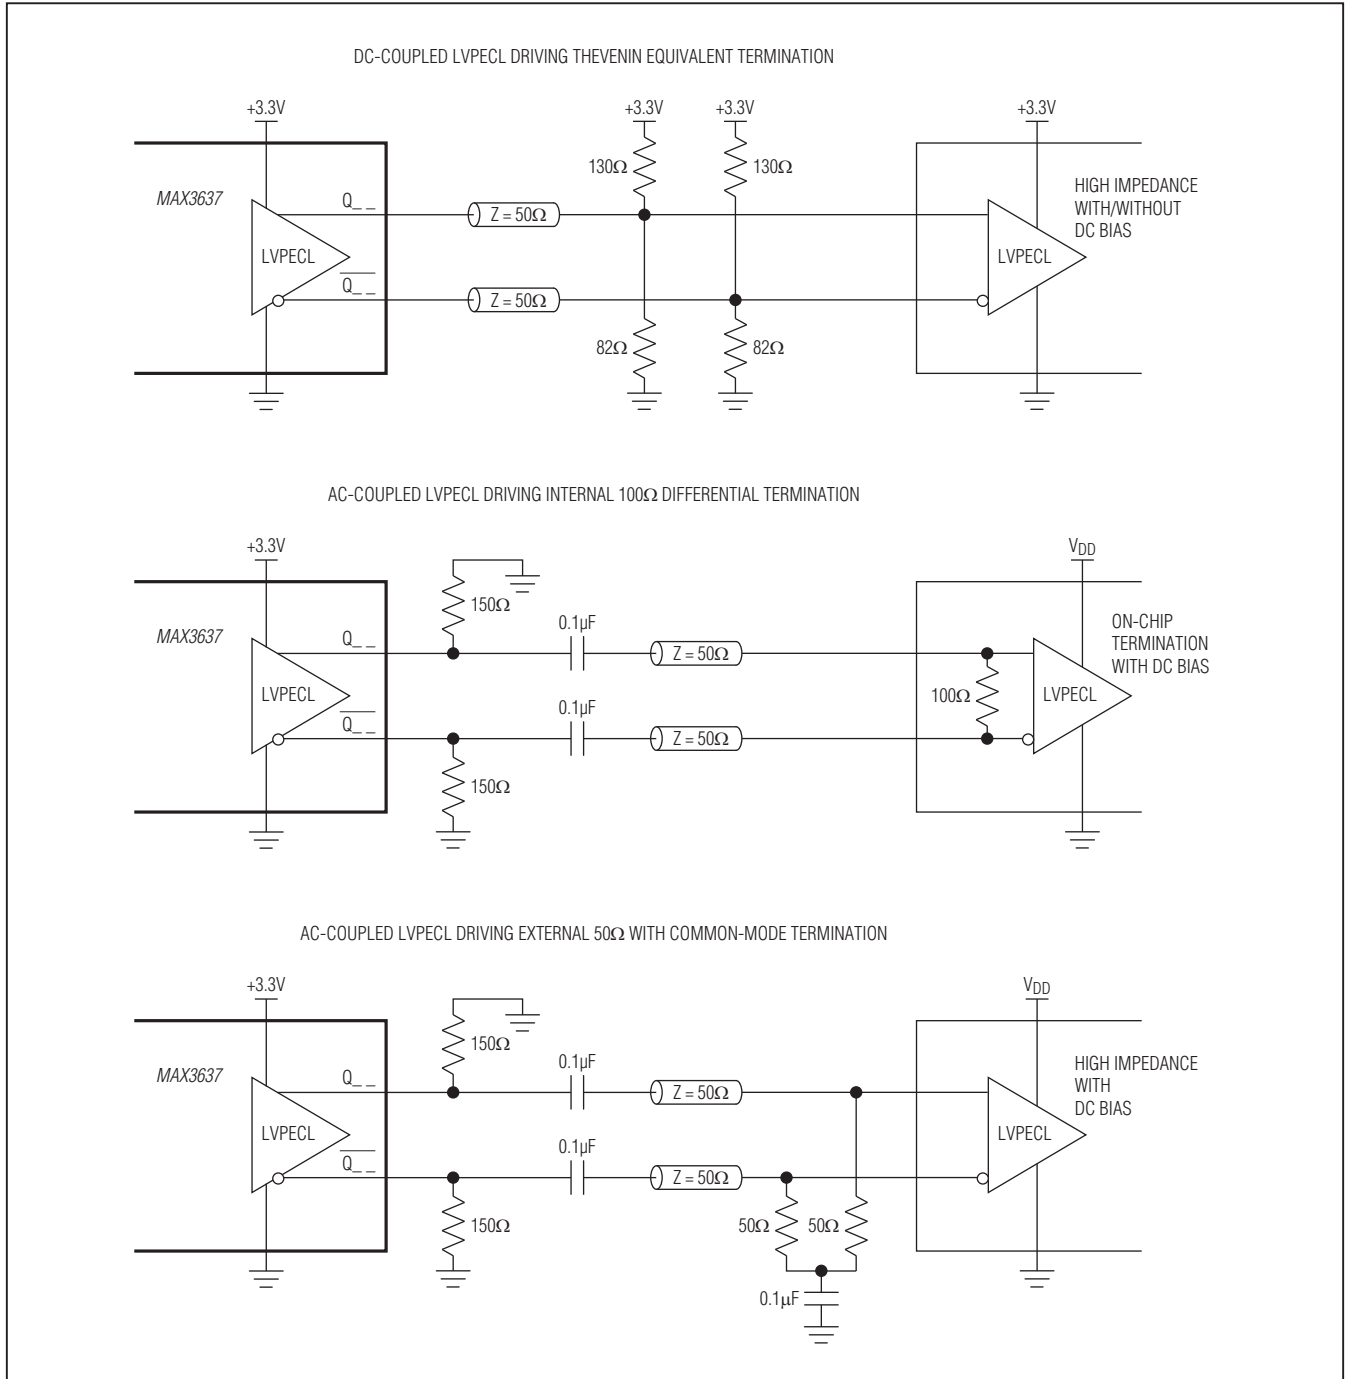 DC-COUPLED LVPECL DRIVING THEVENIN EQUIVALENT TERMINATION
+3.3V
+3.3V
+3.3V
+3.3V
130Ω
130Ω
MAX3637
Q_ _
Z = 50Ω
HIGH IMPEDANCE
WITH/WITHOUT
DC BIAS
LVPECL
LVPECL
Q_ _
Z = 50Ω
82Ω
82Ω
AC-COUPLED LVPECL DRIVING INTERNAL 100Ω DIFFERENTIAL TERMINATION
+3.3V
VDD
150Ω
MAX3637
Q_ _
0.1µF
Z = 50Ω
ON-CHIP
TERMINATION
WITH DC BIAS
LVPECL
100Ω
LVPECL
Q_ _
0.1µF
Z = 50Ω
150Ω
AC-COUPLED LVPECL DRIVING EXTERNAL 50Ω WITH COMMON-MODE TERMINATION
+3.3V
VDD
150Ω
MAX3637
Q_ _
0.1µF
Z = 50Ω
HIGH IMPEDANCE
WITH
DC BIAS
LVPECL
LVPECL
Q_ _
0.1µF
Z = 50Ω
150Ω
50Ω
50Ω
0.1µF